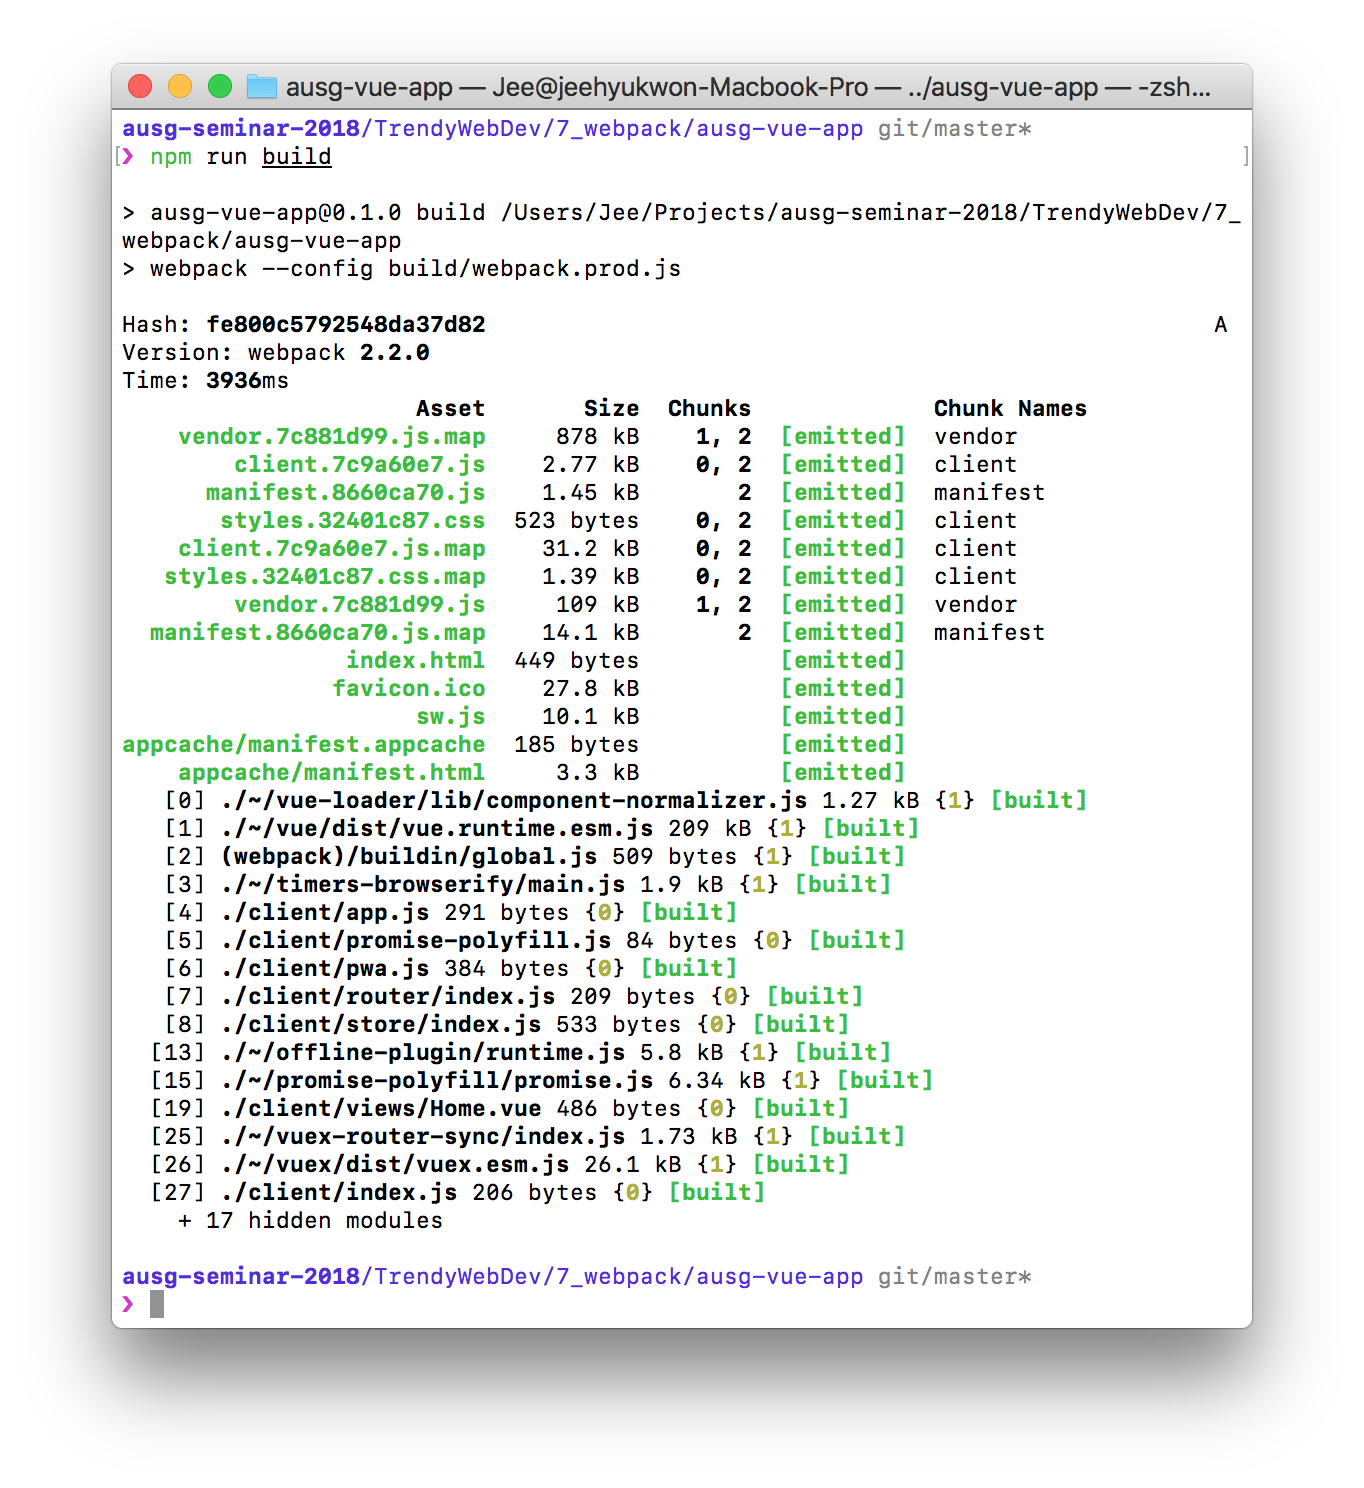 ausg-vue-app — Jee@jeehyukwon-Macbook-Pro — ../ausg-vue-app — -zsh...
ausg-seminar-2018/TrendyWebDev/7_webpack/ausg-vue-app git/master*
[❯ npm run build ]
> ausg-vue-app@0.1.0 build /Users/Jee/Projects/ausg-seminar-2018/TrendyWebDev/7_
webpack/ausg-vue-app
> webpack --config build/webpack.prod.js
Hash: fe800c5792548da37d82 A
Version: webpack 2.2.0
Time: 3936ms
Asset Size Chunks Chunk Names
vendor.7c881d99.js.map 878 kB 1, 2 [emitted] vendor
client.7c9a60e7.js 2.77 kB 0, 2 [emitted] client
manifest.8660ca70.js 1.45 kB 2 [emitted] manifest
styles.32401c87.css 523 bytes 0, 2 [emitted] client
client.7c9a60e7.js.map 31.2 kB 0, 2 [emitted] client
styles.32401c87.css.map 1.39 kB 0, 2 [emitted] client
vendor.7c881d99.js 109 kB 1, 2 [emitted] vendor
manifest.8660ca70.js.map 14.1 kB 2 [emitted] manifest
index.html 449 bytes [emitted]
favicon.ico 27.8 kB [emitted]
sw.js 10.1 kB [emitted]
appcache/manifest.appcache 185 bytes [emitted]
appcache/manifest.html 3.3 kB [emitted]
[0] ./~/vue-loader/lib/component-normalizer.js 1.27 kB {1} [built]
[1] ./~/vue/dist/vue.runtime.esm.js 209 kB {1} [built]
[2] (webpack)/buildin/global.js 509 bytes {1} [built]
[3] ./~/timers-browserify/main.js 1.9 kB {1} [built]
[4] ./client/app.js 291 bytes {0} [built]
[5] ./client/promise-polyfill.js 84 bytes {0} [built]
[6] ./client/pwa.js 384 bytes {0} [built]
[7] ./client/router/index.js 209 bytes {0} [built]
[8] ./client/store/index.js 533 bytes {0} [built]
[13] ./~/offline-plugin/runtime.js 5.8 kB {1} [built]
[15] ./~/promise-polyfill/promise.js 6.34 kB {1} [built]
[19] ./client/views/Home.vue 486 bytes {0} [built]
[25] ./~/vuex-router-sync/index.js 1.73 kB {1} [built]
[26] ./~/vuex/dist/vuex.esm.js 26.1 kB {1} [built]
[27] ./client/index.js 206 bytes {0} [built]
+ 17 hidden modules
ausg-seminar-2018/TrendyWebDev/7_webpack/ausg-vue-app git/master*
❯